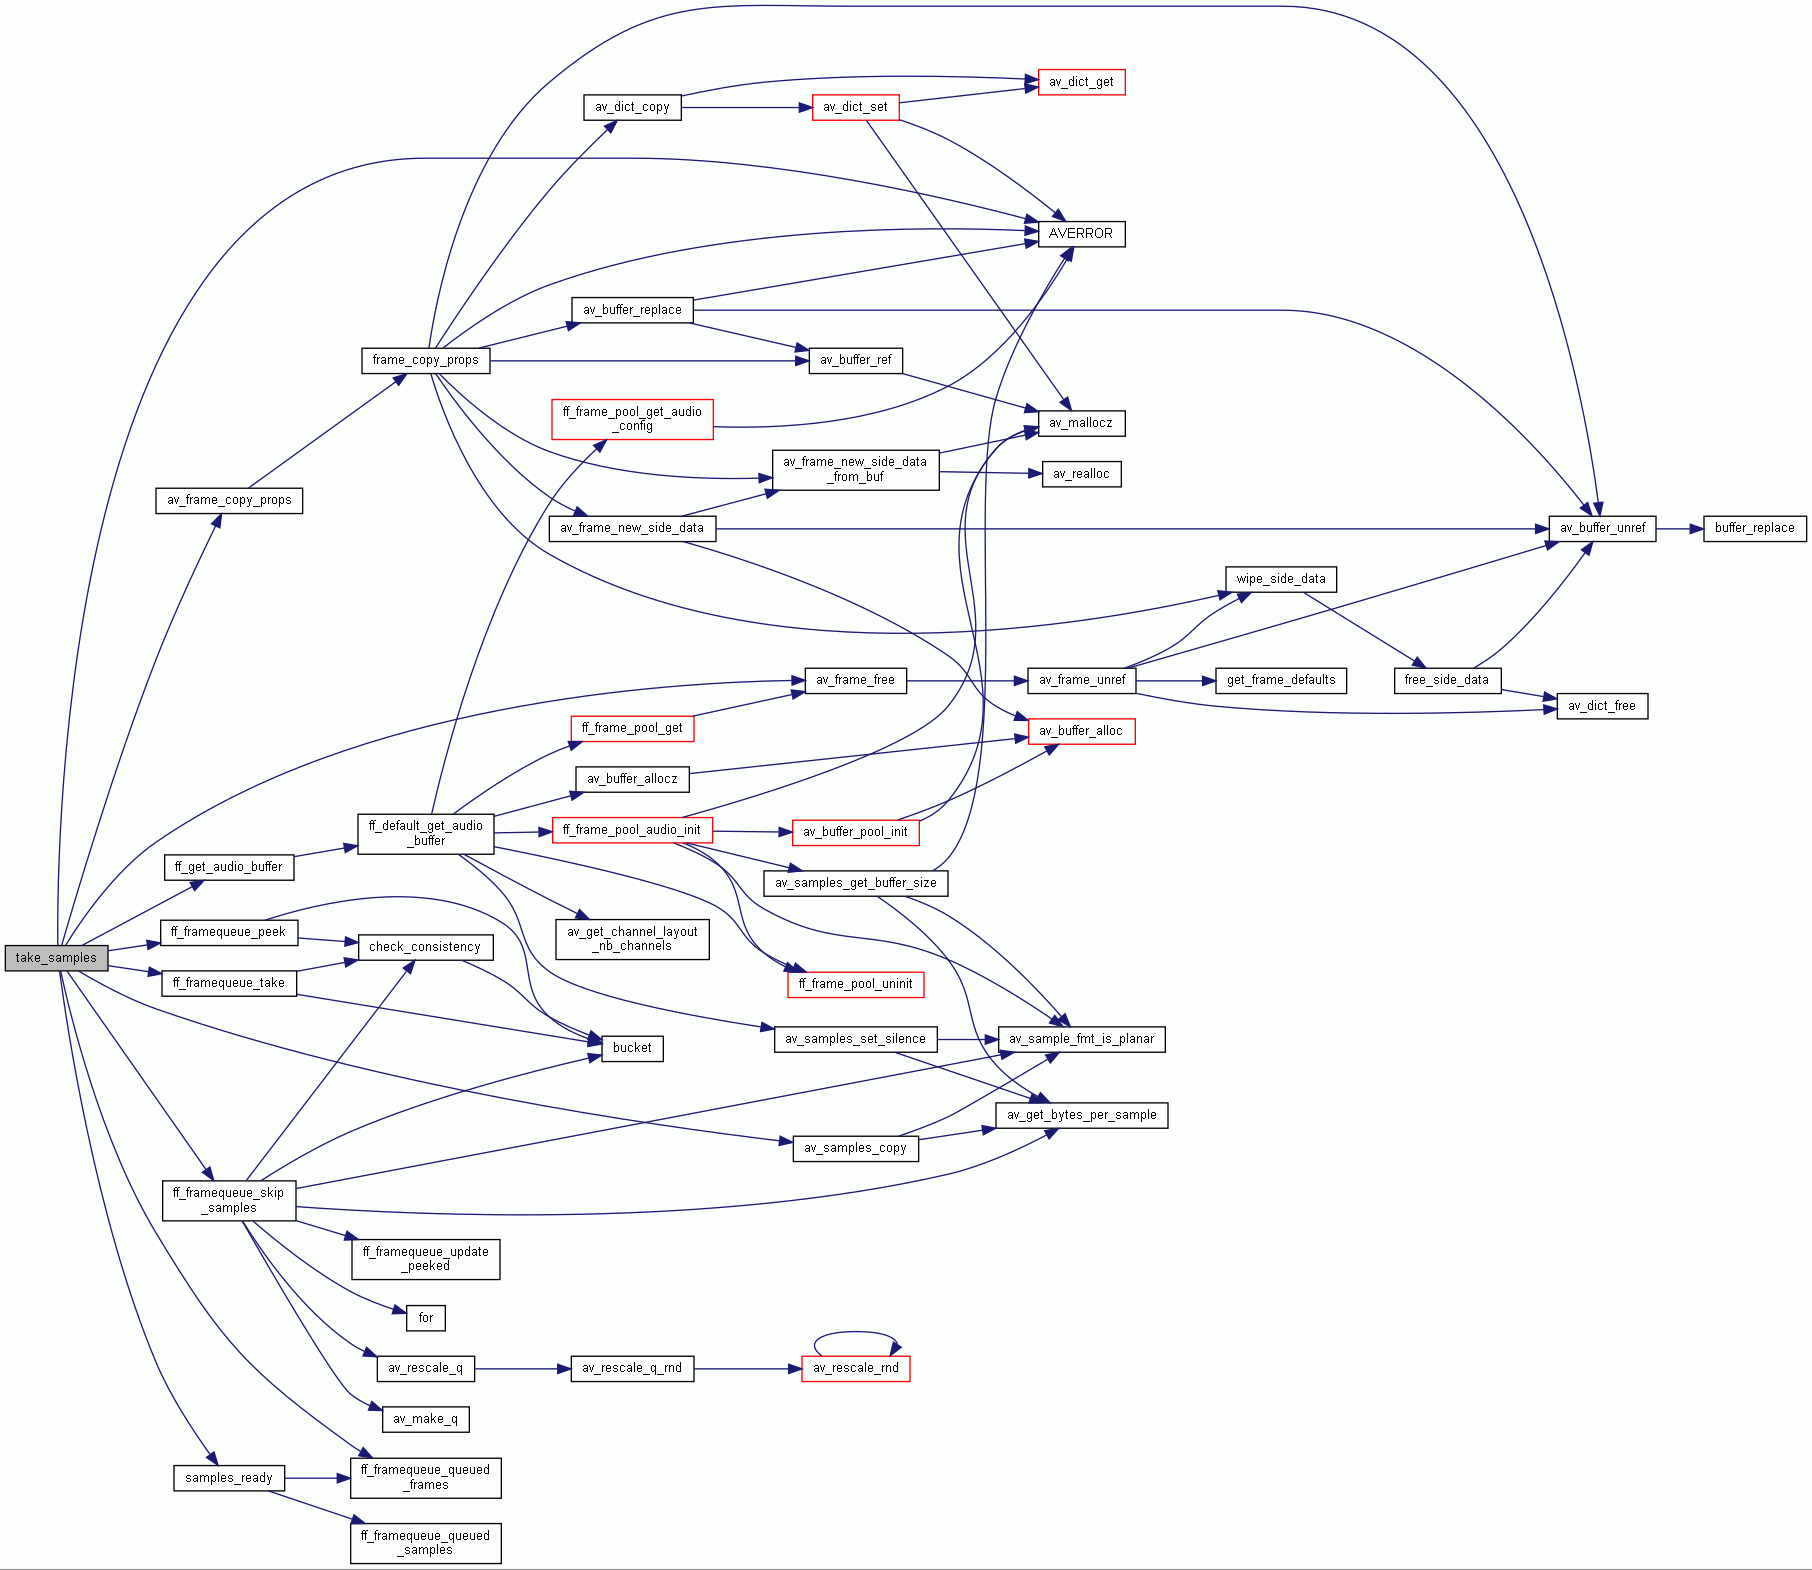 av_dict_get
av_dict_copy
av_dict_set
AVERROR
av_buffer_replace
frame_copy_props
av_buffer_ref
ff_frame_pool_get_audio
_config
av_mallocz
av_frame_new_side_data
_from_buf
av_realloc
av_frame_copy_props
av_frame_new_side_data
av_buffer_unref
buffer_replace
wipe_side_data
av_frame_free
av_frame_unref
get_frame_defaults
free_side_data
av_dict_free
ff_frame_pool_get
av_buffer_alloc
av_buffer_allocz
ff_default_get_audio
_buffer
ff_frame_pool_audio_init
av_buffer_pool_init
ff_get_audio_buffer
av_samples_get_buffer_size
ff_framequeue_peek
av_get_channel_layout
_nb_channels
check_consistency
take_samples
ff_framequeue_take
ff_frame_pool_uninit
bucket
av_samples_set_silence
av_sample_fmt_is_planar
av_get_bytes_per_sample
av_samples_copy
ff_framequeue_skip
_samples
ff_framequeue_update
_peeked
for
av_rescale_q
av_rescale_q_rnd
av_rescale_rnd
av_make_q
samples_ready
ff_framequeue_queued
_frames
ff_framequeue_queued
_samples